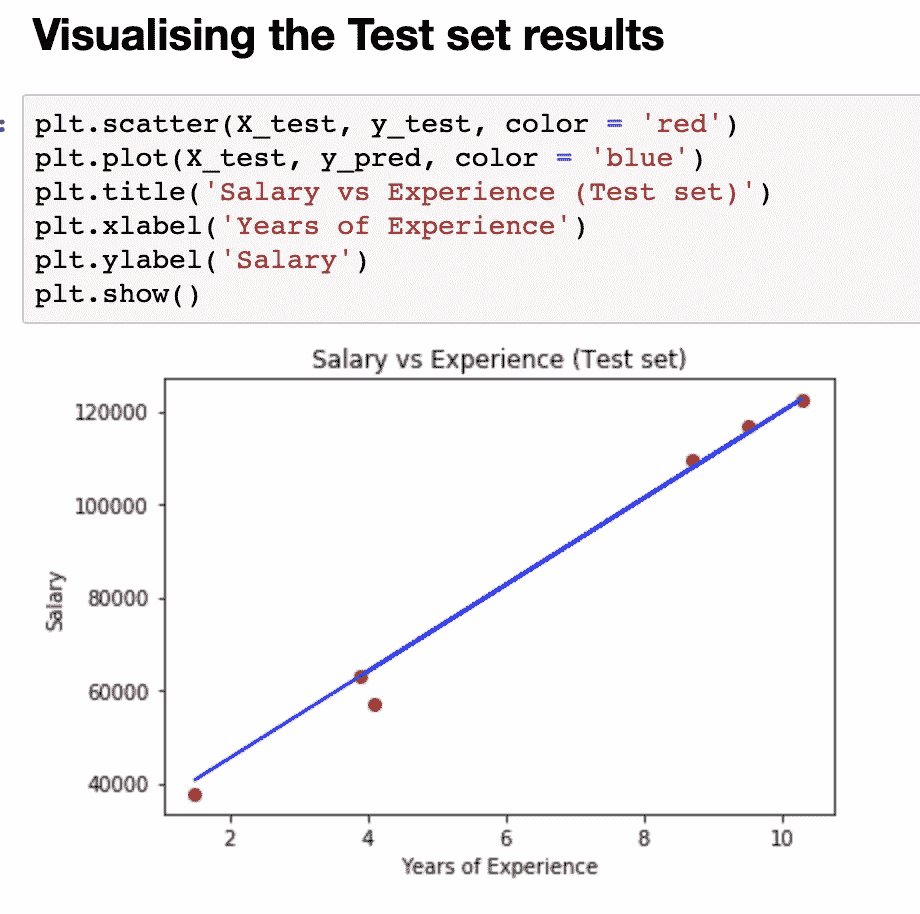 Visualising the Test set results
:
plt.scatter(X_test, y_test, color = 'red')
plt.plot(X_test, y_pred, color = 'blue')
plt.title('Salary vs Experience (Test set)')
plt.xlabel('Years of Experience')
plt.ylabel('Salary')
plt.show()
Salary vs Experience (Test set)
120000
100000
80000
60000
40000
Salary
2 4 6 8 10
Years of Experience